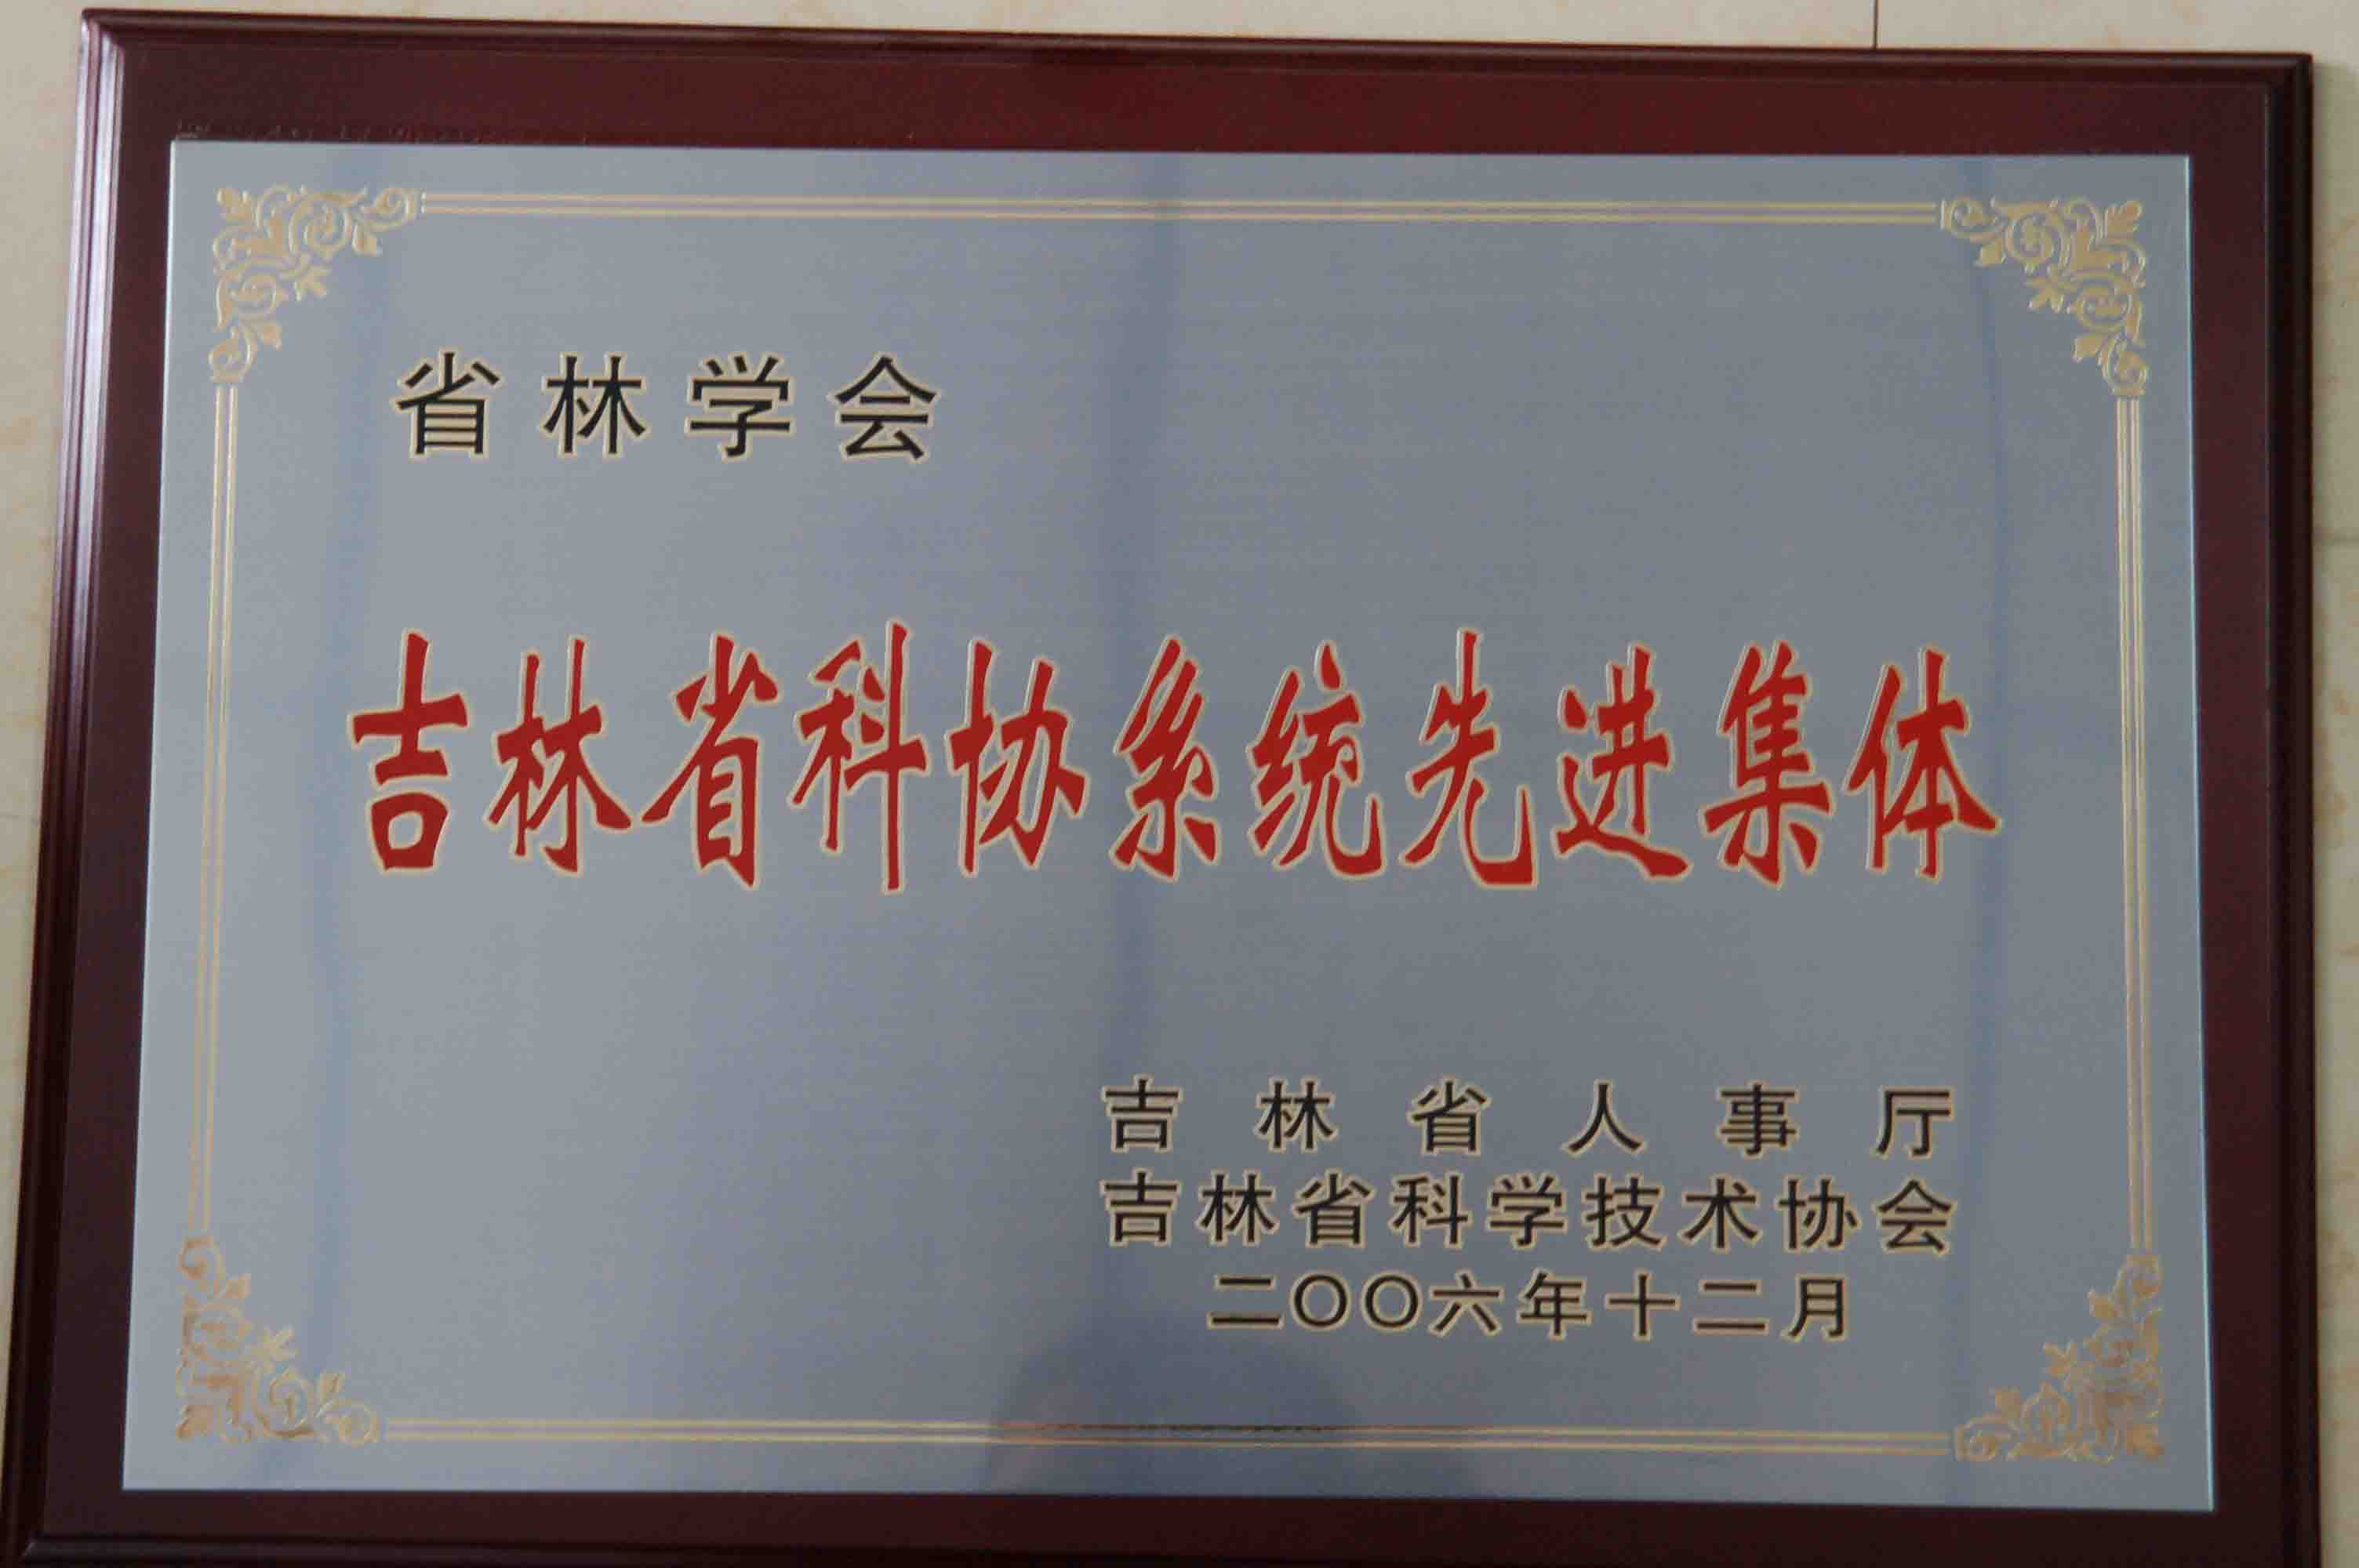 省林学会
吉林省科协系统先进集体
吉林省人事厅
吉林省科学技术协会
二〇〇六年十二月